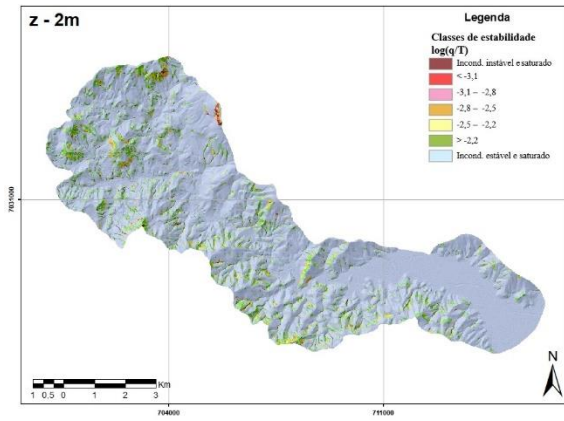 z - 2m
Legenda
Classes de estabilidade
log(q/T)
Incond. instável e saturado
< -3,1
-3,1 – -2,8
-2,8 – -2,5
-2,5 – -2,2
> -2,2
Incond. estável e saturado
7031000
N
Km
1 0.5 0 1 2 3
704000
711000